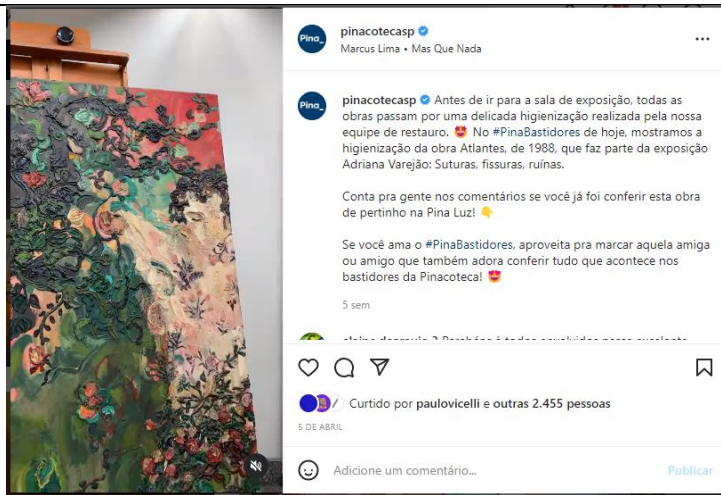 Pina_
pinacotecasp
Marcus Lima • Mas Que Nada
Pina_
pinacotecasp Antes de ir para a sala de exposição, todas as
obras passam por uma delicada higienização realizada pela nossa
equipe de restauro. 😍 No #PinaBastidores de hoje, mostramos a
higienização da obra Atlantes, de 1988, que faz parte da exposição
Adriana Varejão: Suturas, fissuras, ruínas.
Conta pra gente nos comentários se você já foi conferir esta obra
de pertinho na Pina Luz! 👇
Se você ama o #PinaBastidores, aproveita pra marcar aquela amiga
ou amigo que também adora conferir tudo que acontece nos
bastidores da Pinacoteca! 😍
5 sem
Curtido por paulovicelli e outras 2.455 pessoas
5 DE ABRIL
Adicione um comentário...
Publicar